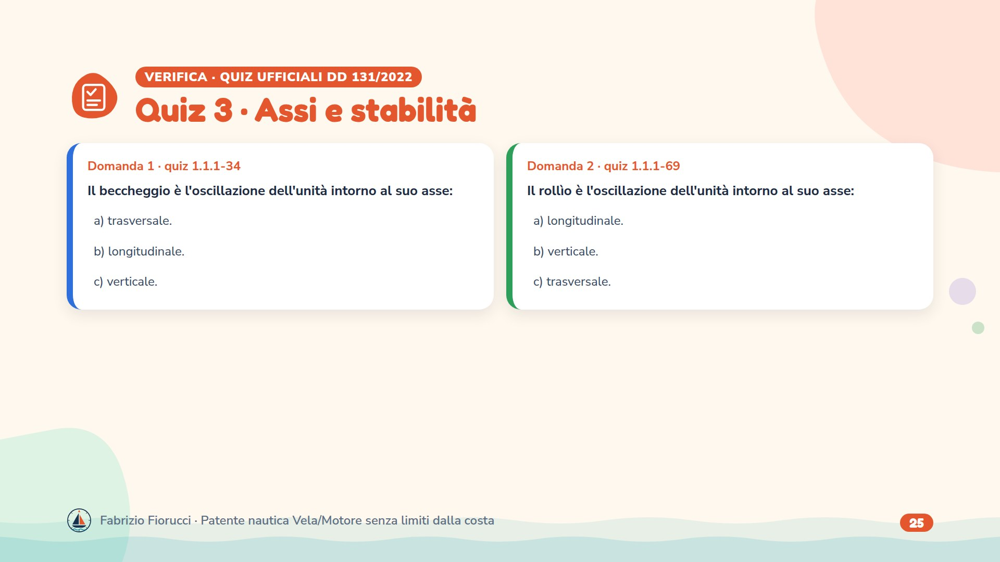 VERIFICA · QUIZ UFFICIALI DD 131/2022
Quiz 3 · Assi e stabilità
Domanda 1 · quiz 1.1.1-34
Il beccheggio è l'oscillazione dell'unità intorno al suo asse:
a) trasversale.
b) longitudinale.
c) verticale.
Domanda 2 · quiz 1.1.1-69
Il rollìo è l'oscillazione dell'unità intorno al suo asse:
a) longitudinale.
b) verticale.
c) trasversale.
Fabrizio Fiorucci · Patente nautica Vela/Motore senza limiti dalla costa
25